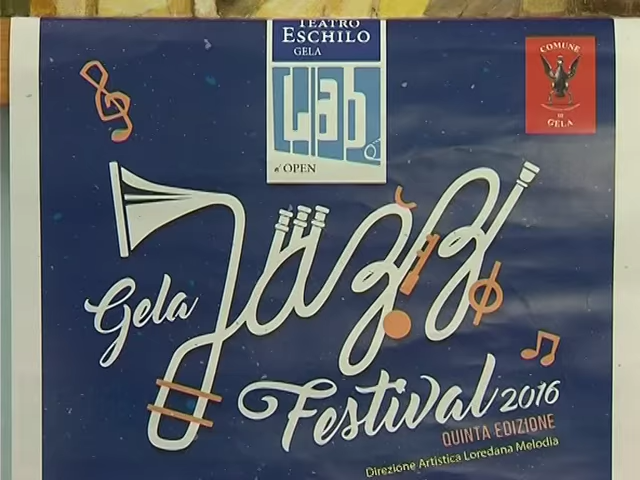 TEATRO
ESCHILO
GELA
Lab
n' OPEN
COMUNE
DI
GELA
Gela
Jazz
Festival 2016
QUINTA EDIZIONE
Direzione Artistica Loredana Melodia